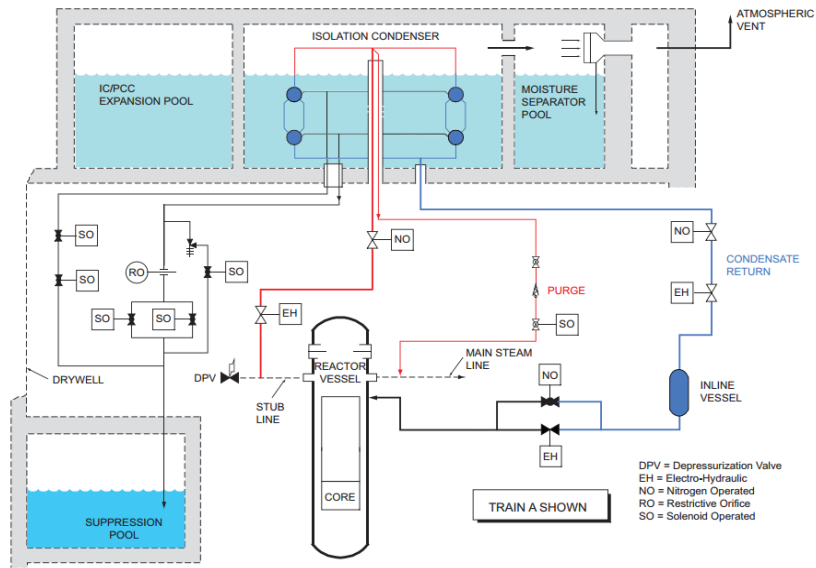 ATMOSPHERIC
VENT
ISOLATION CONDENSER
IC/PCC
EXPANSION POOL
MOISTURE
SEPARATOR
POOL
SO
SO
RO
SO
SO
SO
NO
EH
PURGE
SO
NO
CONDENSATE
RETURN
EH
DRYWELL
DPV
STUB
LINE
REACTOR
VESSEL
MAIN STEAM
LINE
NO
EH
INLINE
VESSEL
CORE
SUPPRESSION
POOL
TRAIN A SHOWN
DPV = Depressurization Valve
EH = Electro-Hydraulic
NO = Nitrogen Operated
RO = Restrictive Orifice
SO = Solenoid Operated